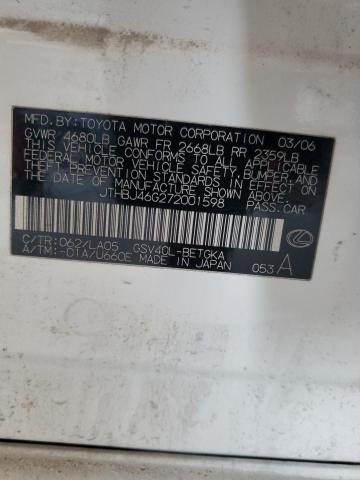 MFD.BY:TOYOTA MOTOR CORPORATION 03/06
GVWR 4680LB GAWR FR 2668LB RR 2359LB
THIS VEHICLE CONFORMS TO ALL APPLICABLE
FEDERAL MOTOR VEHICLE SAFETY, BUMPER, AND
THEFT PREVENTION STANDARDS IN EFFECT ON
THE DATE OF MANUFACTURE SHOWN ABOVE.
JTHBJ46G272001598 PASS.CAR
C/TR:062/LA05 GSV40L-BETGKA
A/TM:-01A/U660E MADE IN JAPAN 053 A